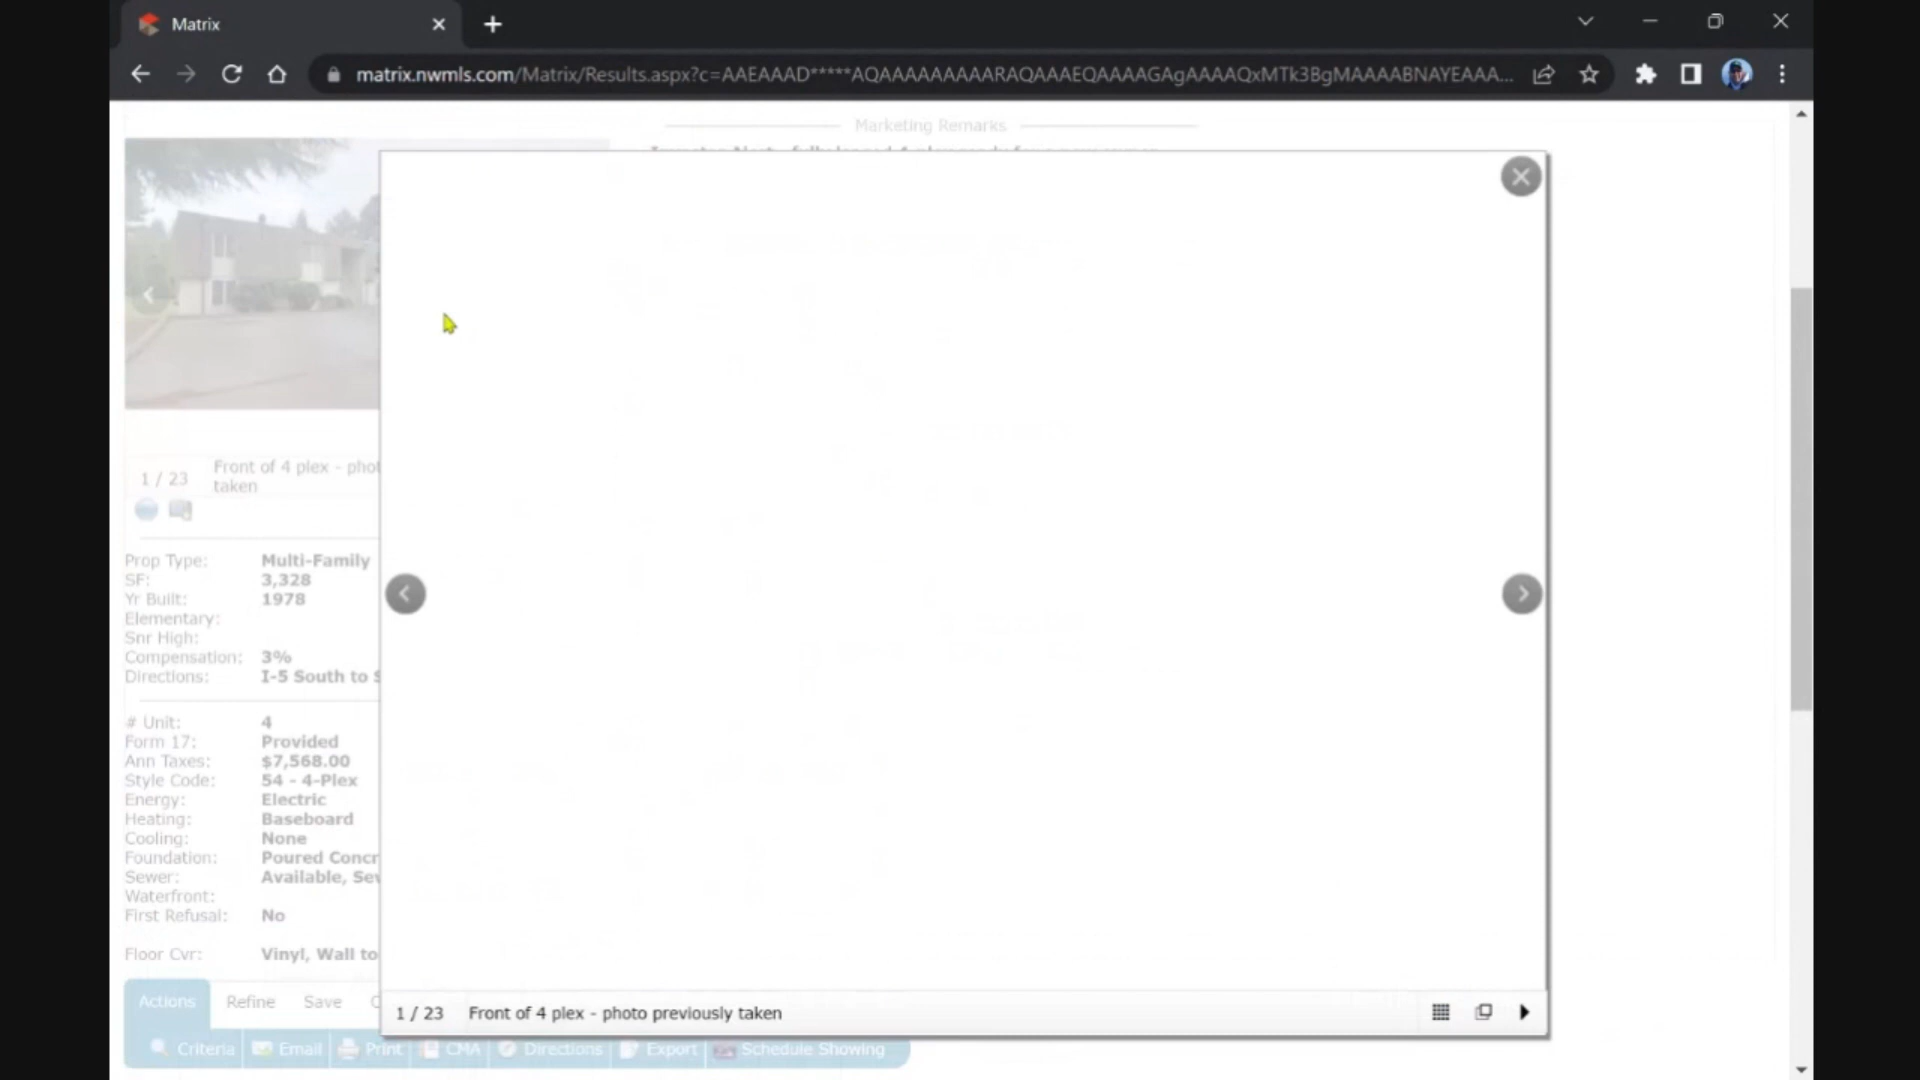 Matrix
matrix.nwmls.com/Matrix/Results.aspx?c=AAEAAAD*****AQAAAAAAAAARAQAAAEQAAAAGAgAAAAQxMTk3BgMAAAABNAYEAAA...
Marketing Remarks
1 / 23
Front of 4 plex - phot
taken
Prop Type: Multi-Family
SF: 3,328
Yr Built: 1978
Elementary:
Snr High:
Compensation: 3%
Directions: I-5 South to S
# Unit: 4
Form 17: Provided
Ann Taxes: $7,568.00
Style Code: 54 - 4-Plex
Energy: Electric
Heating: Baseboard
Cooling: None
Foundation: Poured Concr
Sewer: Available, Sev
Waterfront:
First Refusal: No
Floor Cvr: Vinyl, Wall to
Actions Refine Save C
1 / 23 Front of 4 plex - photo previously taken
Criteria Email Print CMA Directions Export Schedule Showing